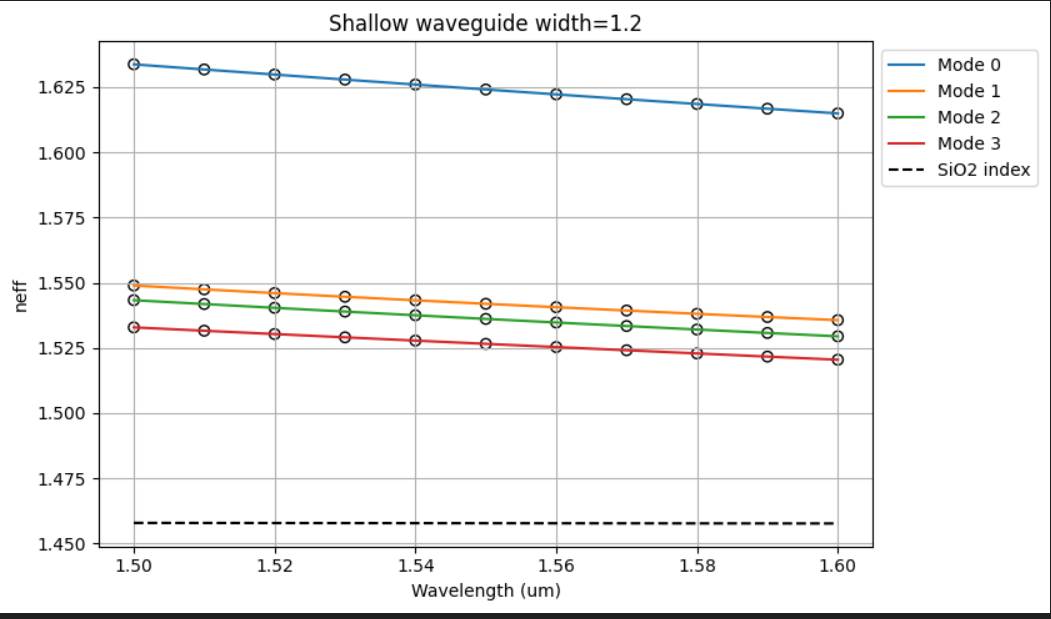 Shallow waveguide width=1.2
Mode 0
Mode 1
Mode 2
Mode 3
SiO2 index
neff
1.625
1.600
1.575
1.550
1.525
1.500
1.475
1.450
1.50 1.52 1.54 1.56 1.58 1.60
Wavelength (um)